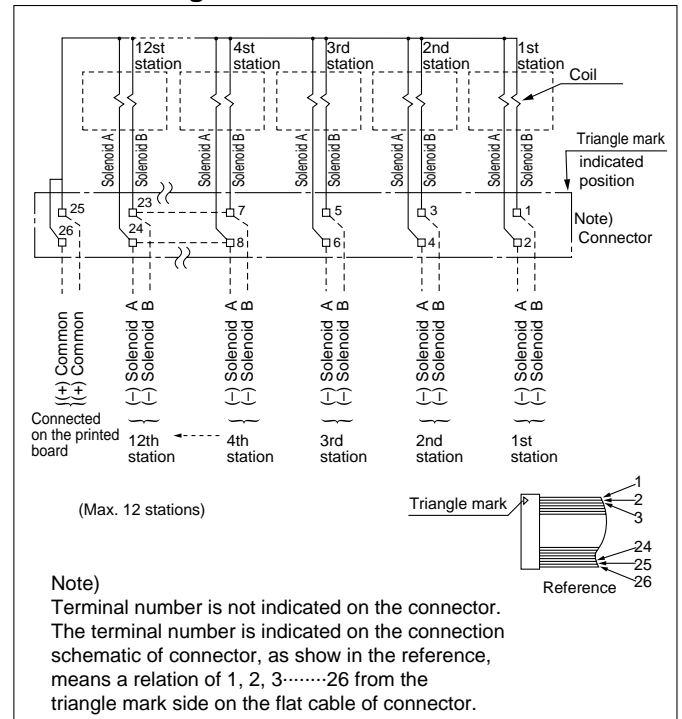 12st 4st 3rd 2nd 1st
station station station station station
Coil
Solenoid A Solenoid B Solenoid A Solenoid B Solenoid A Solenoid B Solenoid A Solenoid B Solenoid A Solenoid B
Triangle mark
indicated
position
25 23 7 5 3 1
26 24 8 6 4 2
Note)
Connector
(+) Common (+) Common (−) Solenoid A (−) Solenoid B (−) Solenoid A (−) Solenoid B (−) Solenoid A (−) Solenoid B (−) Solenoid A (−) Solenoid B (−) Solenoid A (−) Solenoid B
Connected
on the printed
board
12th 4th 3rd 2nd 1st
station station station station station
(Max. 12 stations)
Triangle mark
1
2
3
24
25
26
Reference
Note)
Terminal number is not indicated on the connector.
The terminal number is indicated on the connection
schematic of connector, as show in the reference,
means a relation of 1, 2, 3········26 from the
triangle mark side on the flat cable of connector.